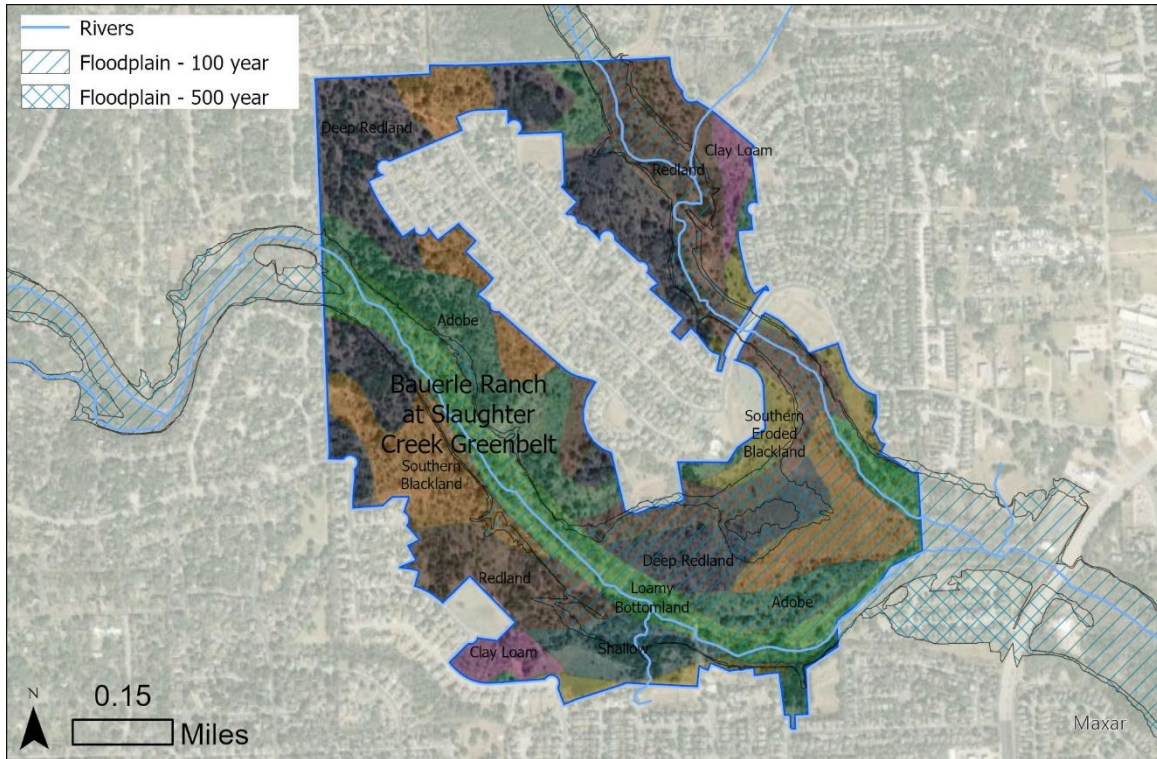 Rivers
Floodplain - 100 year
Floodplain - 500 year
Deep Redland
Clay Loam
Redland
Adobe
Bauerle Ranch
at Slaughter
Creek Greenbelt
Southern
Blackland
Southern
Eroded
Blackland
Deep Redland
Redland
Loamy
Bottomland
Adobe
Clay Loam
Shallow
N
0.15
Miles
Maxar